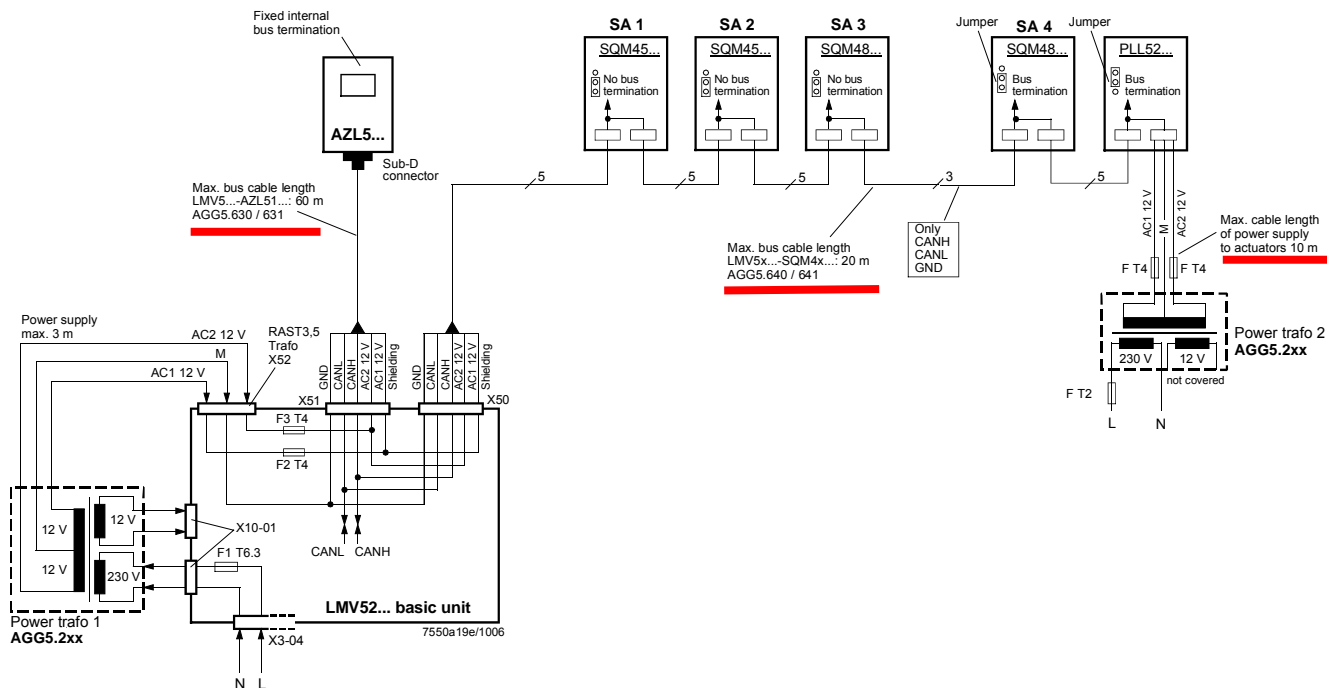 Fixed internal
bus termination
AZL5...
Sub-D
connector
Max. bus cable length
LMV5...-AZL51...: 60 m
AGG5.630 / 631
SA 1
SQM45...
No bus
termination
SA 2
SQM45...
No bus
termination
SA 3
SQM48...
No bus
termination
Jumper
SA 4
SQM48...
Bus
termination
Jumper
PLL52...
Bus
termination
5
5
5
3
5
Max. bus cable length
LMV5x...-SQM4x...: 20 m
AGG5.640 / 641
Only
CANH
CANL
GND
AC1 12 V
M
AC2 12 V
Max. cable length
of power supply
to actuators 10 m
F T4
F T4
Power trafo 2
AGG5.2xx
230 V
12 V
not covered
F T2
L
N
Power supply
max. 3 m
AC2 12 V
M
AC1 12 V
RAST3,5
Trafo
X52
GND
CANL
CANH
AC2 12 V
AC1 12 V
Shielding
GND
CANL
CANH
AC2 12 V
AC1 12 V
Shielding
X51
X50
F3 T4
F2 T4
12 V
12 V
12 V
230 V
X10-01
F1 T6.3
CANL
CANH
LMV52... basic unit
7550a19e/1006
Power trafo 1
AGG5.2xx
X3-04
N
L